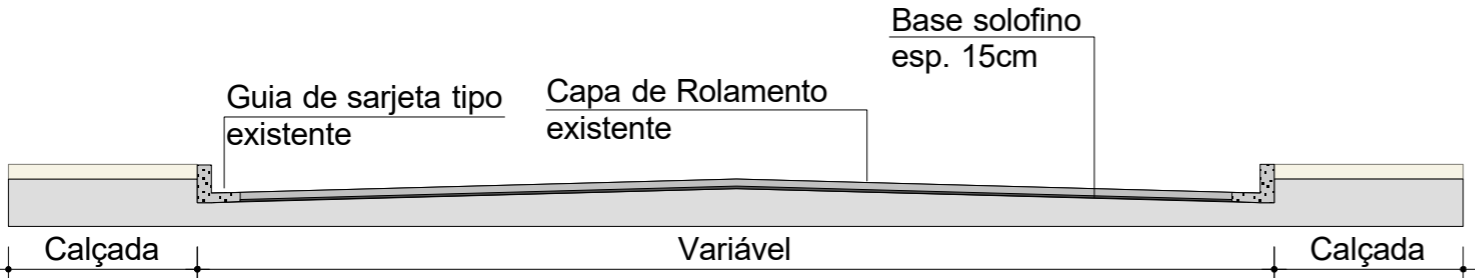 Base solofino
esp. 15cm
Guia de sarjeta tipo
existente
Capa de Rolamento
existente
Calçada
Variável
Calçada